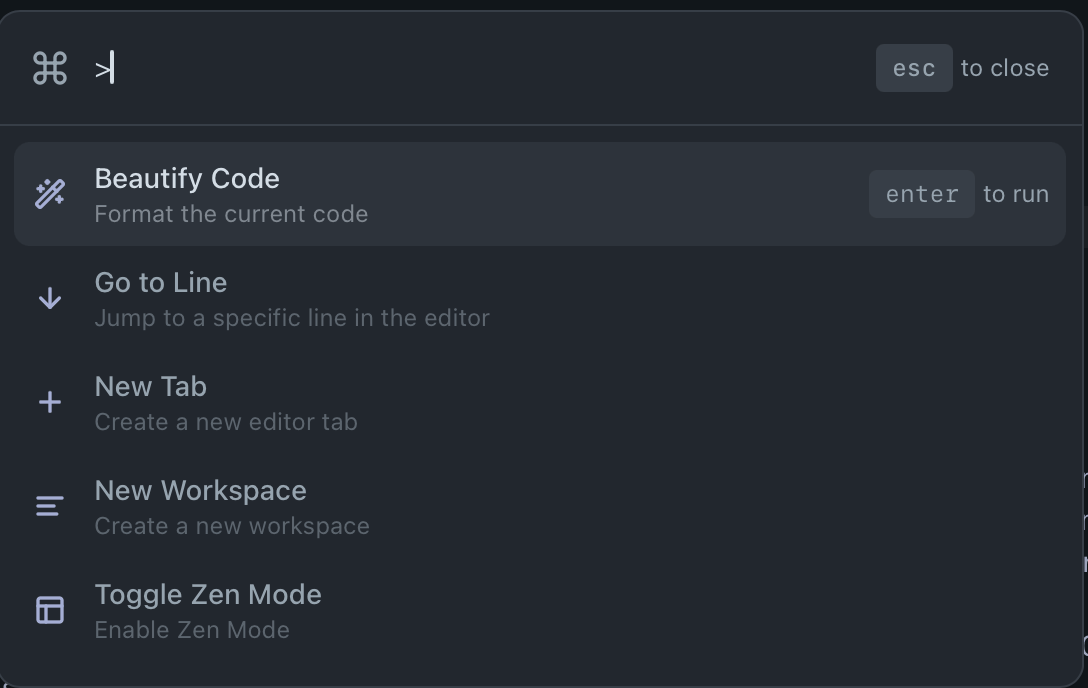 ⌘ > esc to close
Beautify Code
Format the current code
enter to run
Go to Line
Jump to a specific line in the editor
New Tab
Create a new editor tab
New Workspace
Create a new workspace
Toggle Zen Mode
Enable Zen Mode